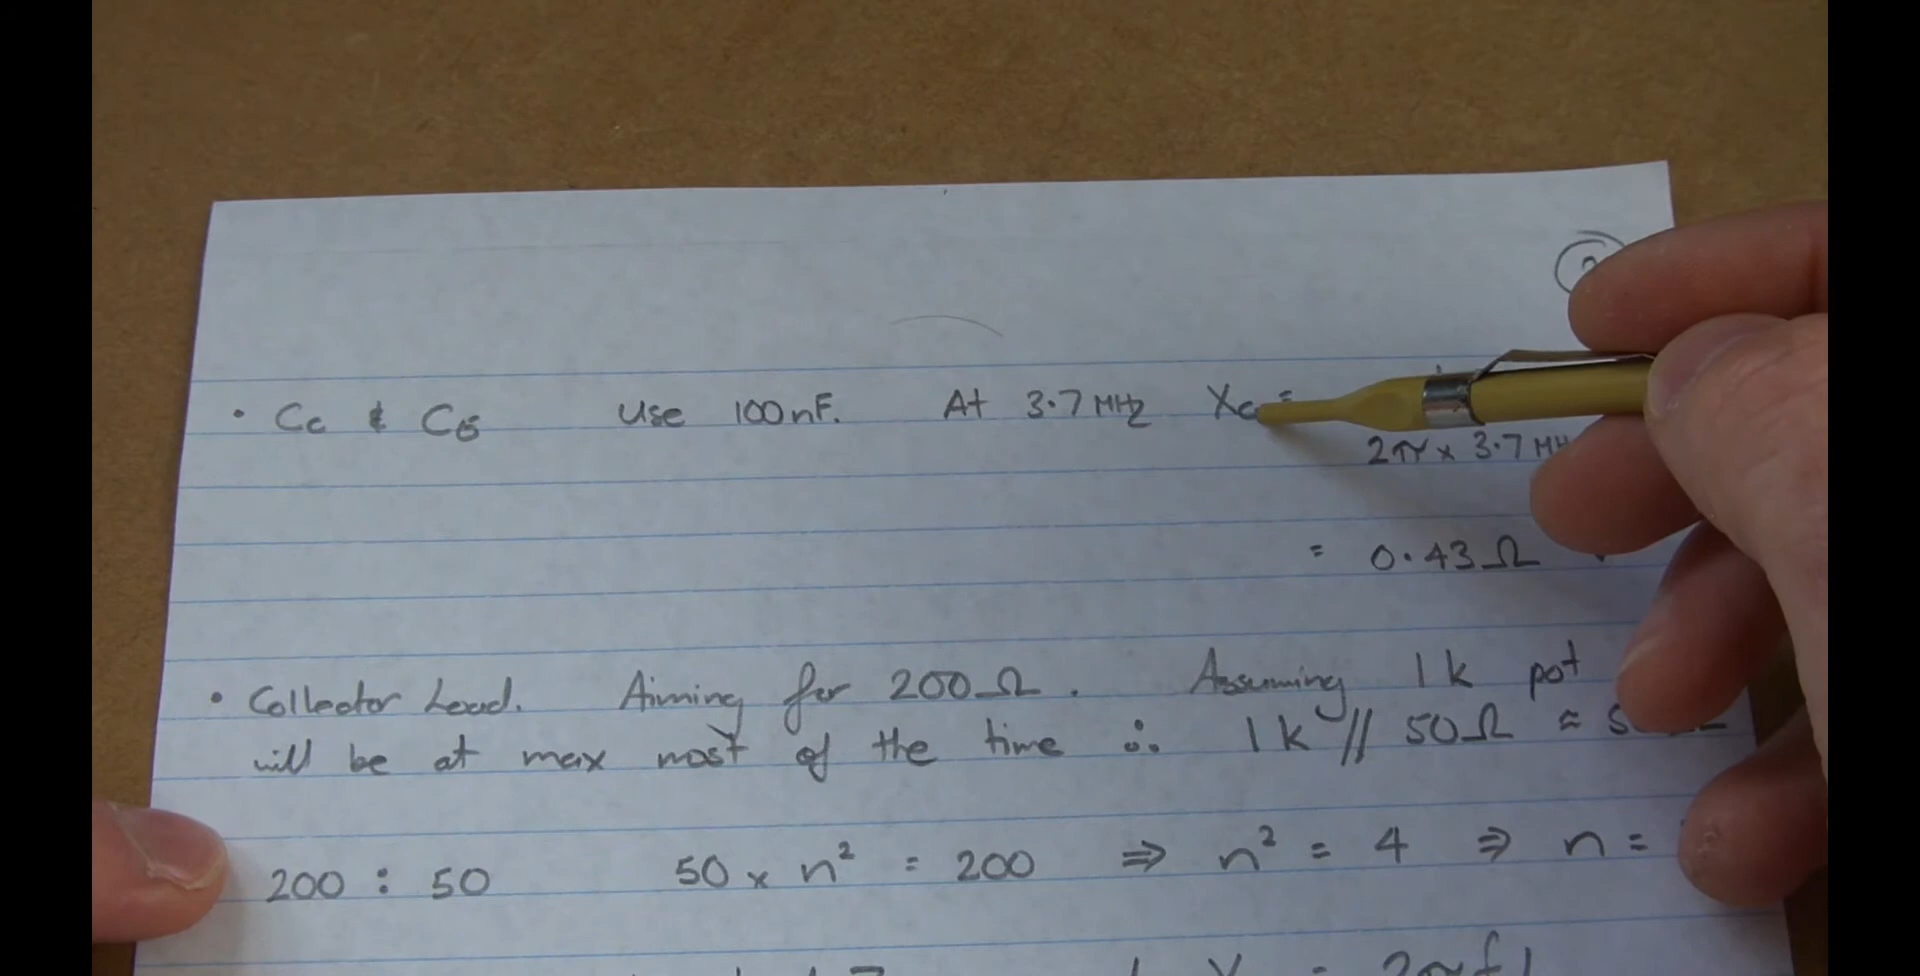 • Cc & C6 Use 100nF. At 3.7 MHz Xc =
2π x 3.7 MH
= 0.43Ω
• Collector Load. Aiming for 200Ω. Assuming 1k pot
will be at max most of the time ∴ 1k // 50Ω ≈
200 : 50 50 x n² = 200 ⇒ n² = 4 ⇒ n =